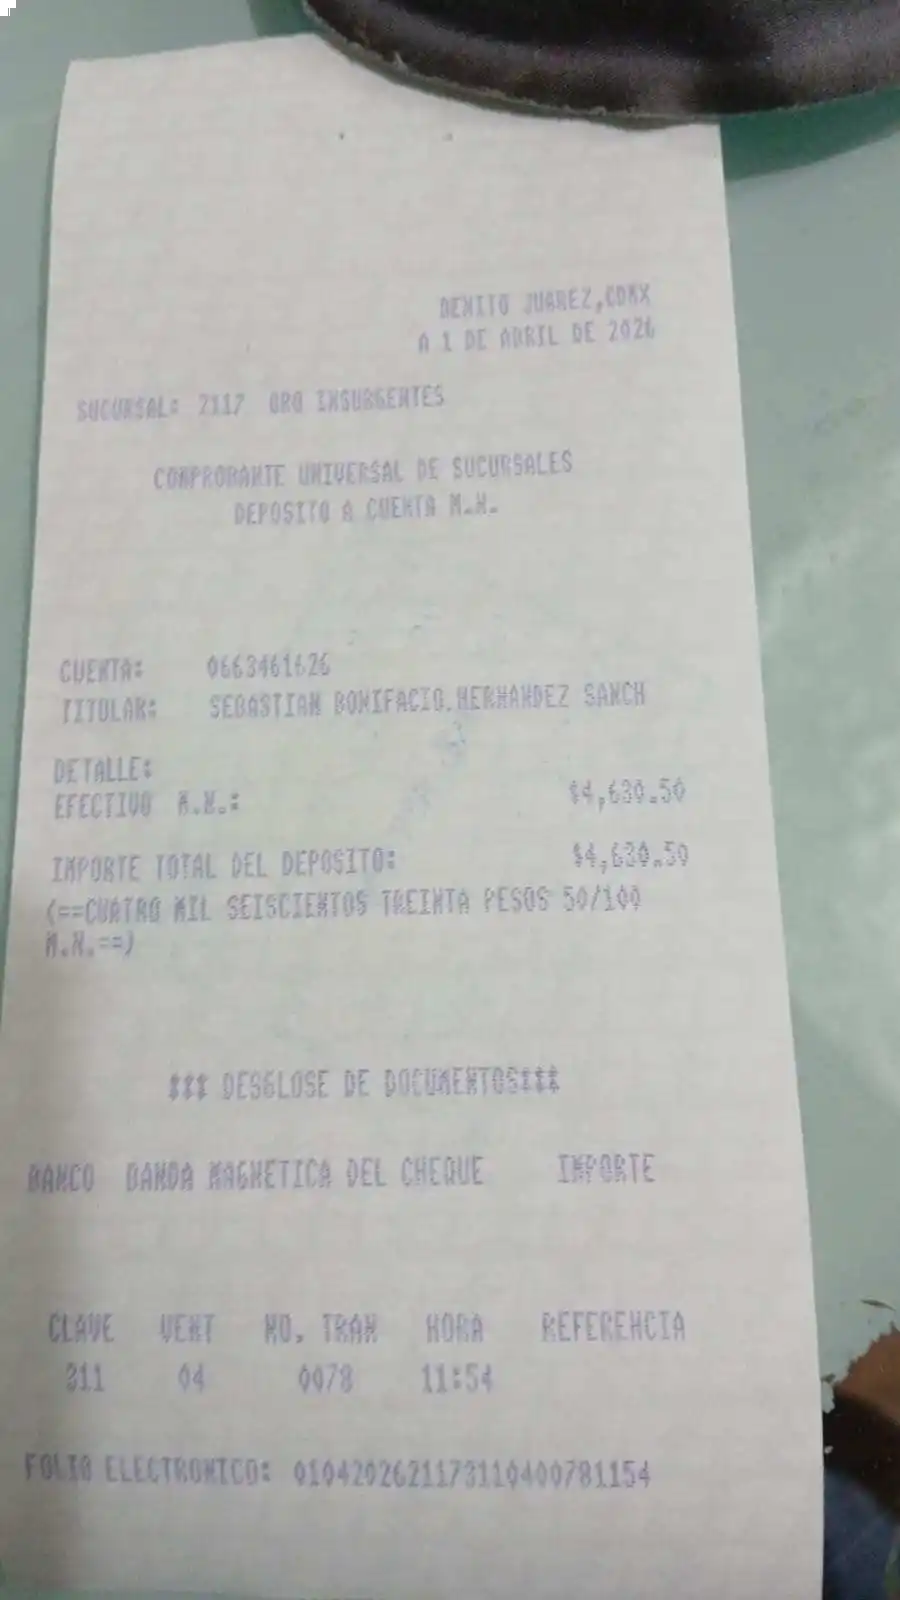 BENITO JUAREZ,CDMX
A 1 DE ABRIL DE 2026
SUCURSAL: 2117 ORO INSURGENTES
COMPROBANTE UNIVERSAL DE SUCURSALES
DEPOSITO A CUENTA M.N.
CUENTA: 0663461626
TITULAR: SEBASTIAN BONIFACIO.HERNANDEZ SANCH
DETALLE:
EFECTIVO M.N.: $4,630.50
IMPORTE TOTAL DEL DEPOSITO: $4,630.50
(==CUATRO MIL SEISCIENTOS TREINTA PESOS 50/100
M.N.==)
*** DESGLOSE DE DOCUMENTOS***
BANCO BANDA MAGNETICA DEL CHEQUE IMPORTE
CLAVE VENT NO. TRAN HORA REFERENCIA
311 04 0078 11:54
FOLIO ELECTRONICO: 0104202621173110400781154